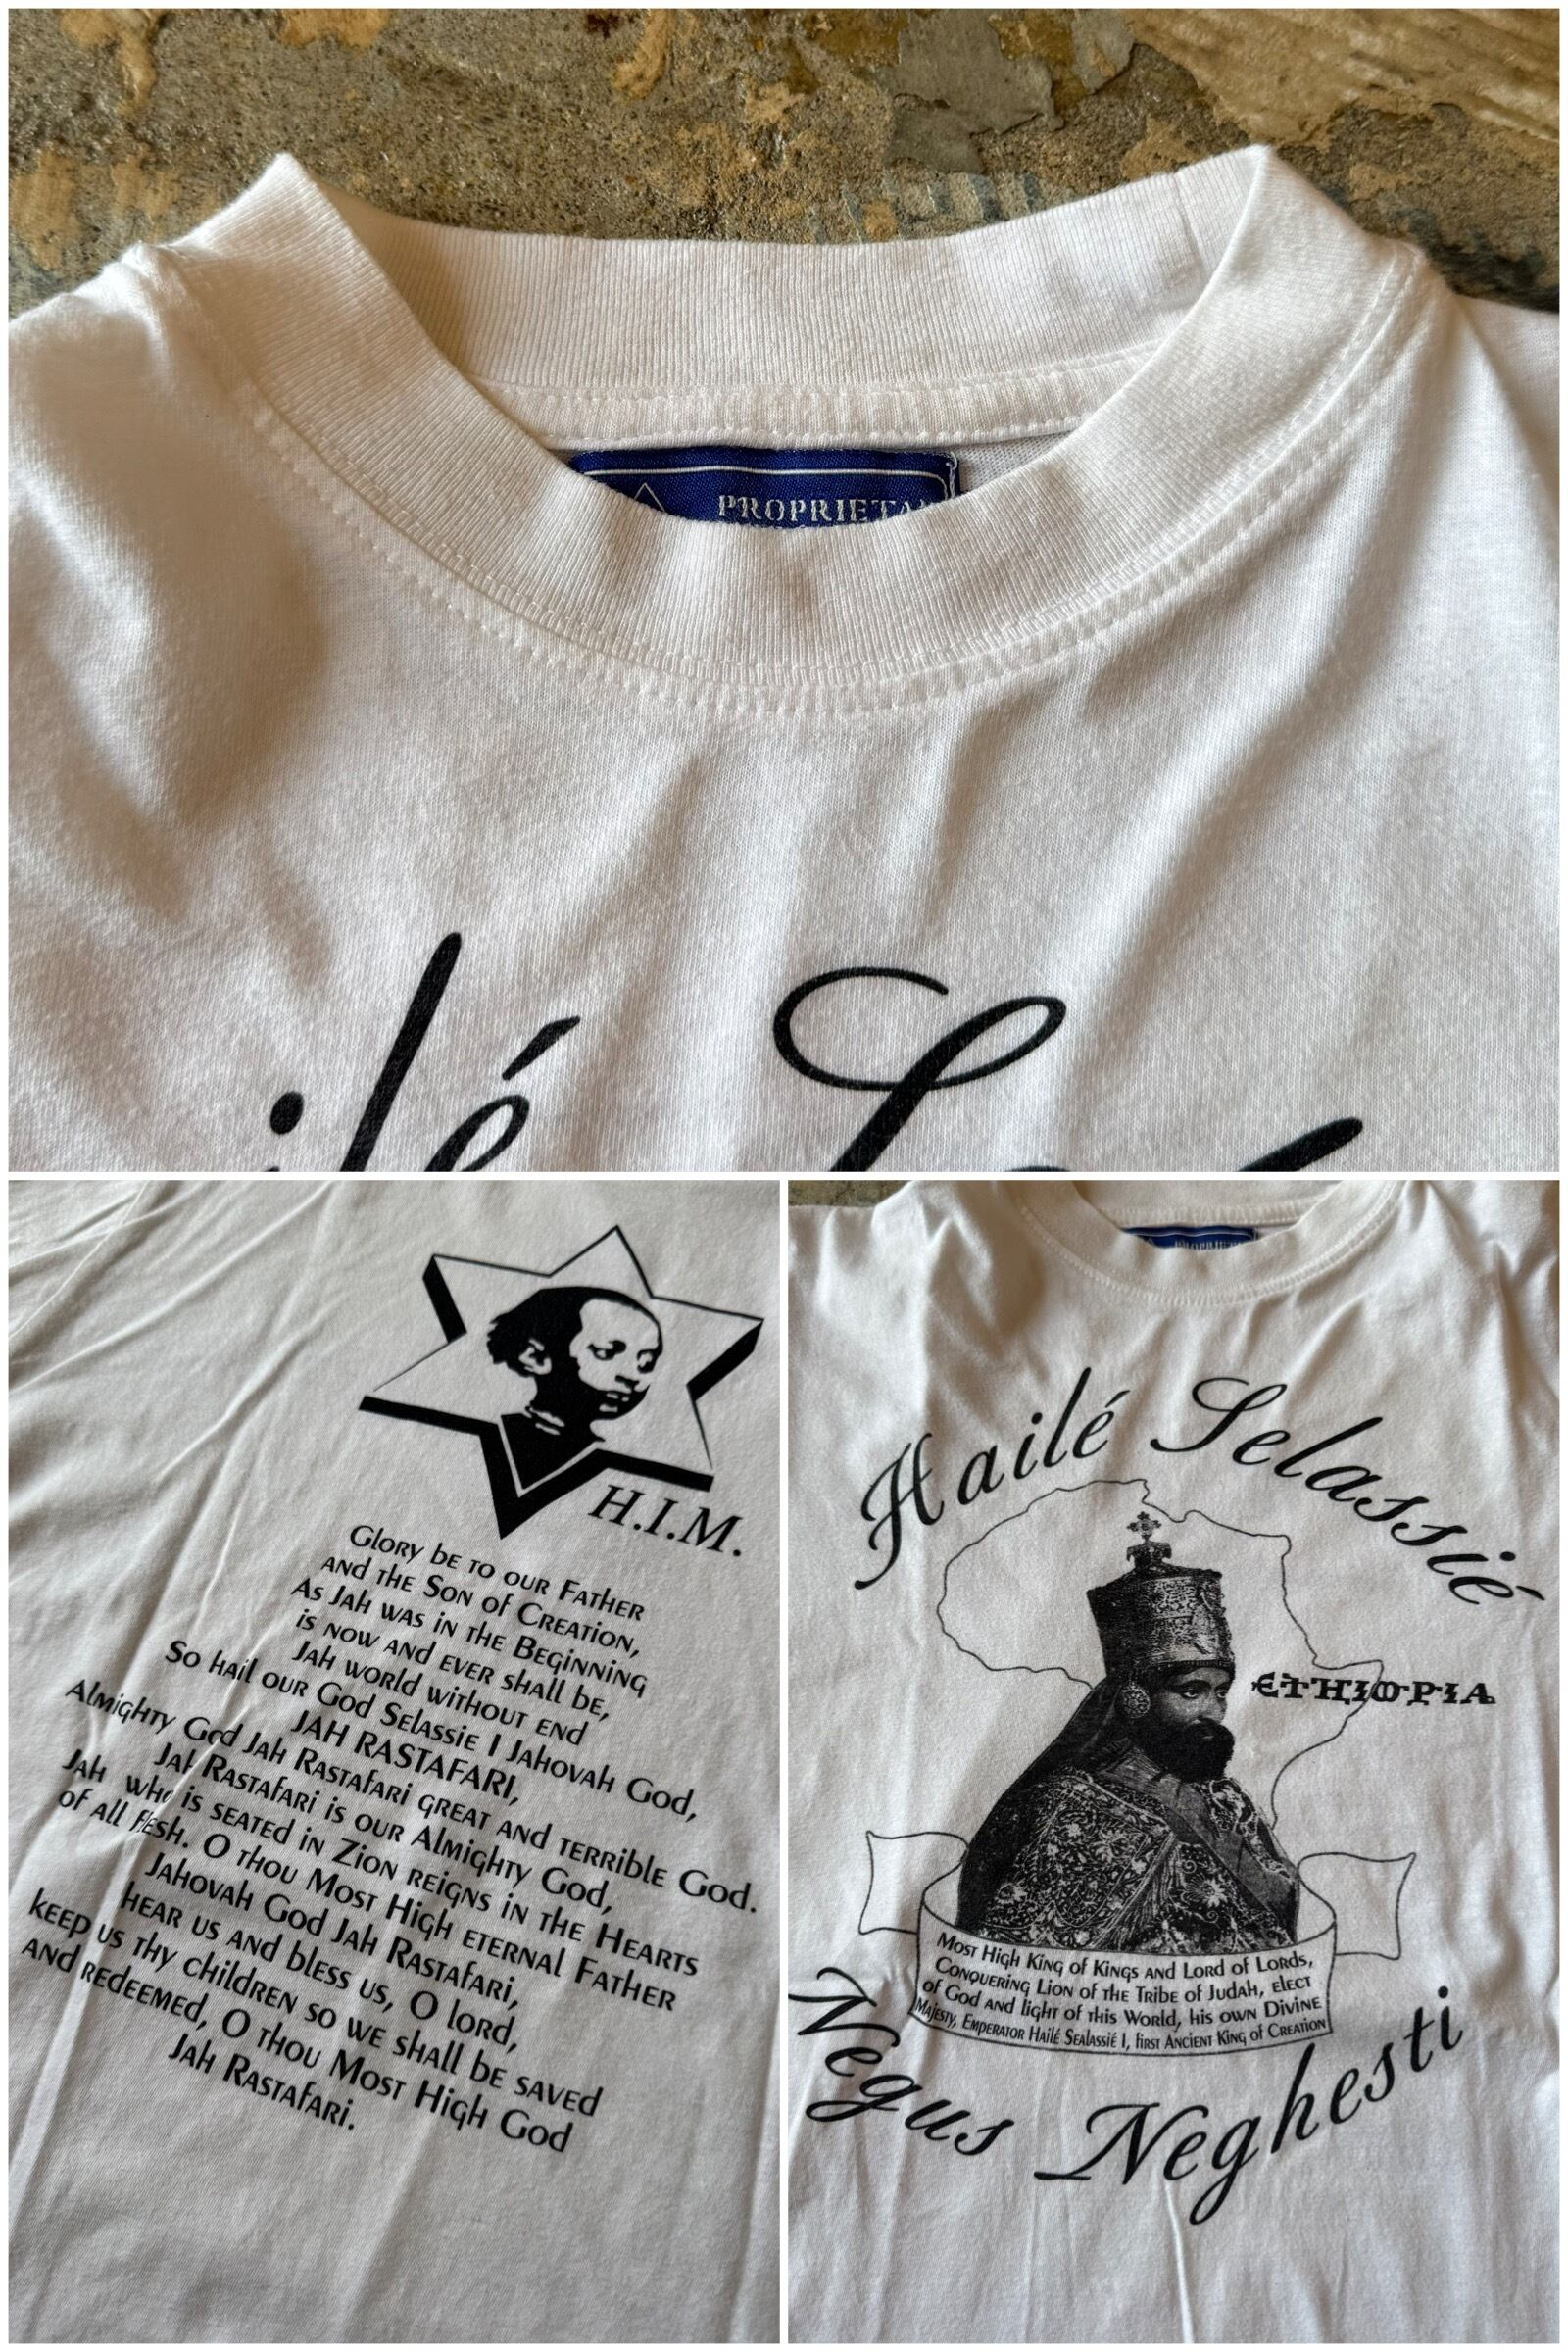 PROPRIETA
ilé Sel
H.I.M.
Glory be to our Father
and the Son of Creation,
As Jah was in the Beginning
is now and ever shall be,
Jah world without end
So hail our God Selassie I Jahovah God,
JAH RASTAFARI,
Almighty God Jah Rastafari great and terrible God.
Jah Rastafari is our Almighty God,
Jah who is seated in Zion reigns in the Hearts
of all flesh. O thou Most High eternal Father
Jahovah God Jah Rastafari,
hear us and bless us, O lord,
keep us thy children so we shall be saved
and redeemed, O thou Most High God
Jah Rastafari.
PROPRIET
Hailé Selassié
ETHIOPIA
Most High King of Kings and Lord of Lords,
Conquering Lion of the Tribe of Judah, elect
of God and light of this World, his own Divine
Majesty, Emperator Hailé Sealassié I, first Ancient King of Creation
Negus Neghesti